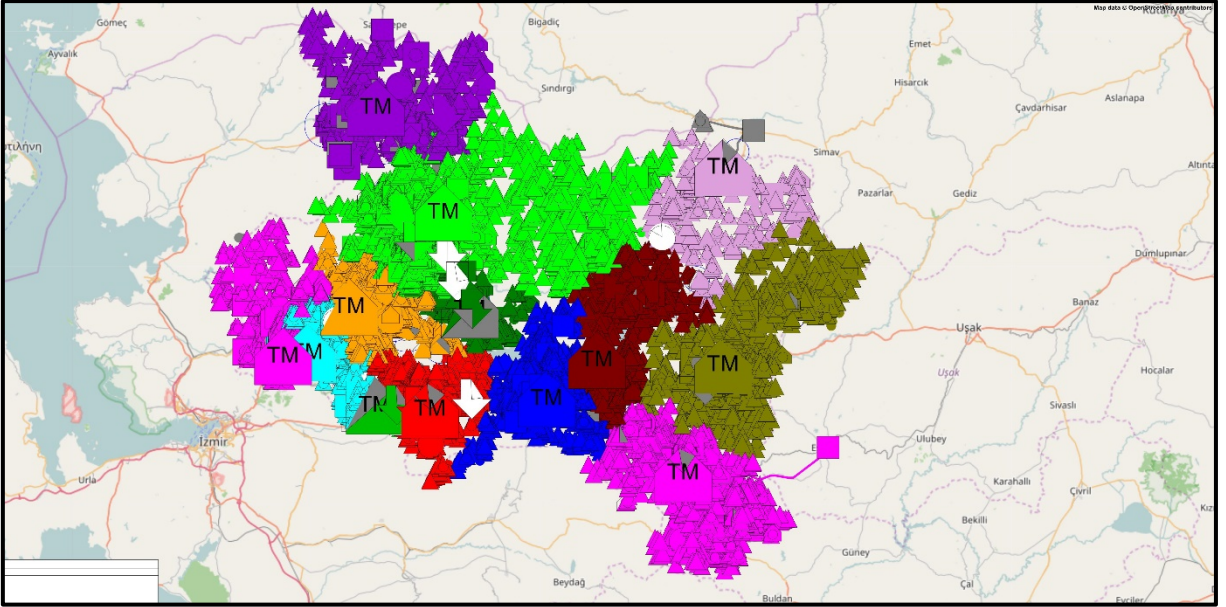 Map data © OpenStreetMap contributors
Kütahya
Gömeç
Bigadiç
Ayvalık
Emet
Hisarcık
Sındırgı
Çavdarhisar
Aslanapa
TM
Simav
TM
Pazarlar
Gediz
TM
Dumlupınar
Banaz
TM
Uşak
TM
TM
TM
TM
Uşak
Hocalar
TM
TM
TM
Sivaslı
İzmir
Ulubey
TM
Urla
Karahallı
Çivril
Bekilli
Güney
Beydağ
Çal
Buldan
Evciler